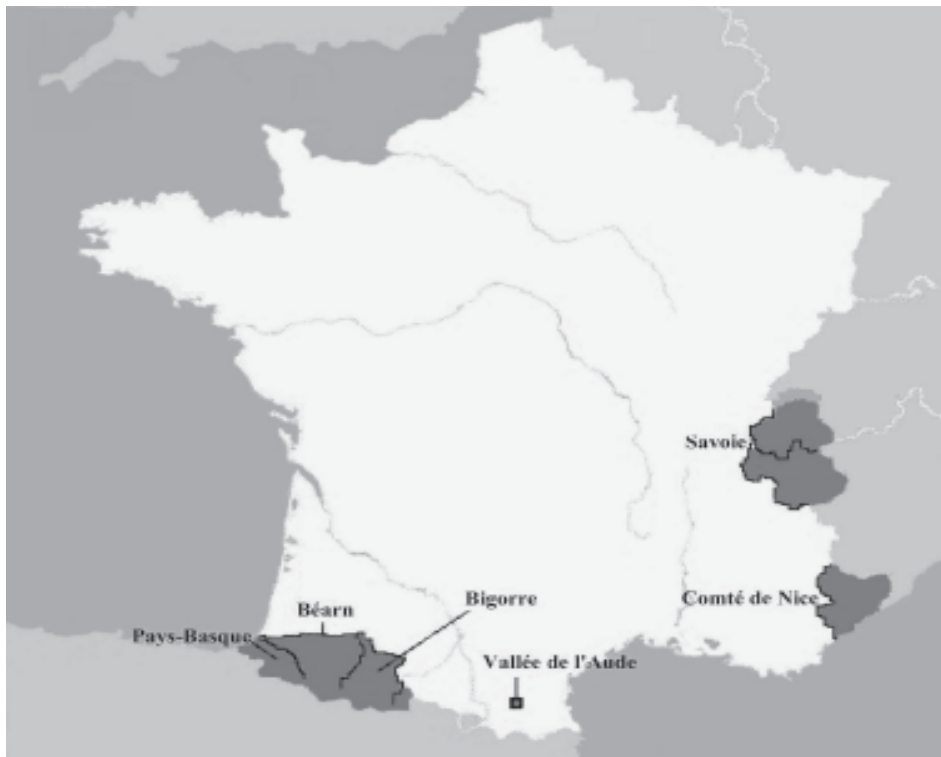 Savoie
Comté de Nice
Bigorre
Béarn
Pays-Basque
Vallée de l'Aude